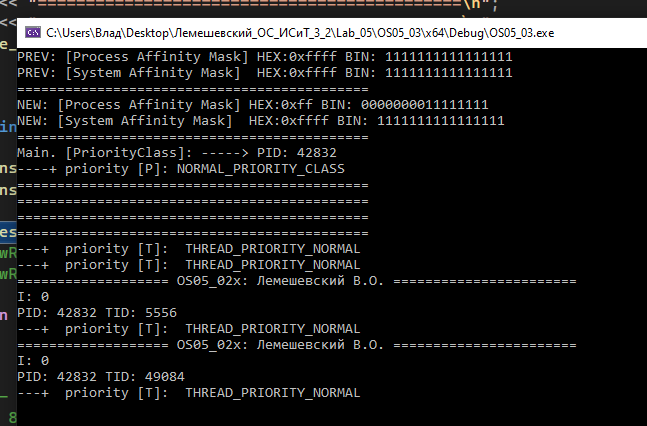 << "==================================================\n";
C:\Users\Влад\Desktop\Лемешевский_ОС_ИСиТ_3_2\Lab_05\OS05_03\x64\Debug\OS05_03.exe
PREV: [Process Affinity Mask] HEX:0xffff BIN: 1111111111111111
PREV: [System Affinity Mask]  HEX:0xffff BIN: 1111111111111111
============================================
NEW: [Process Affinity Mask] HEX:0xff BIN: 0000000011111111
NEW: [System Affinity Mask]  HEX:0xffff BIN: 1111111111111111
============================================
Main. [PriorityClass]: -----> PID: 42832
----+ priority [P]: NORMAL_PRIORITY_CLASS
============================================
============================================
============================================
============================================
---+  priority [T]:  THREAD_PRIORITY_NORMAL
---+  priority [T]:  THREAD_PRIORITY_NORMAL
=================== OS05_02x: Лемешевский В.О. =======================
I: 0
PID: 42832 TID: 5556
---+  priority [T]:  THREAD_PRIORITY_NORMAL
=================== OS05_02x: Лемешевский В.О. =======================
I: 0
PID: 42832 TID: 49084
---+  priority [T]:  THREAD_PRIORITY_NORMAL